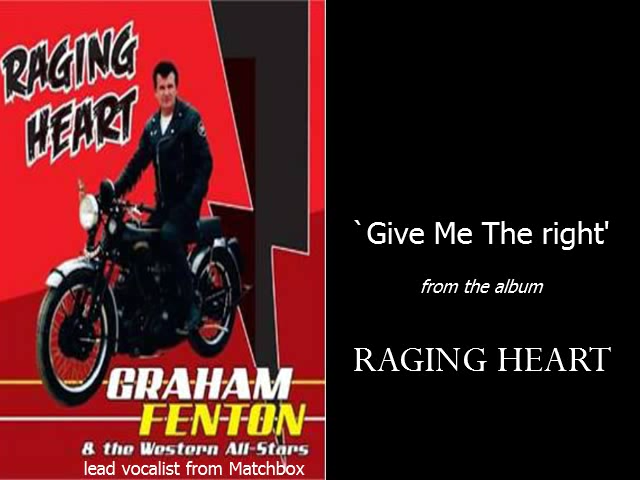 RAGING
HEART
GRAHAM
FENTON
& the Western All-Stars
lead vocalist from Matchbox
`Give Me The right'
from the album
RAGING HEART